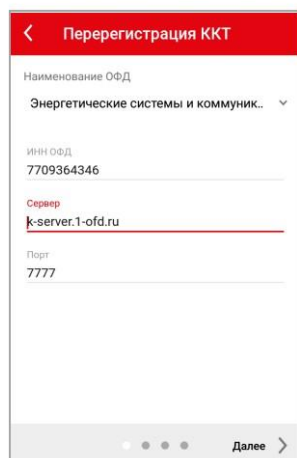 Перерегистрация ККТ
Наименование ОФД
Энергетические системы и коммуник..
ИНН ОФД
7709364346
Сервер
k-server.1-ofd.ru
Порт
7777
Далее